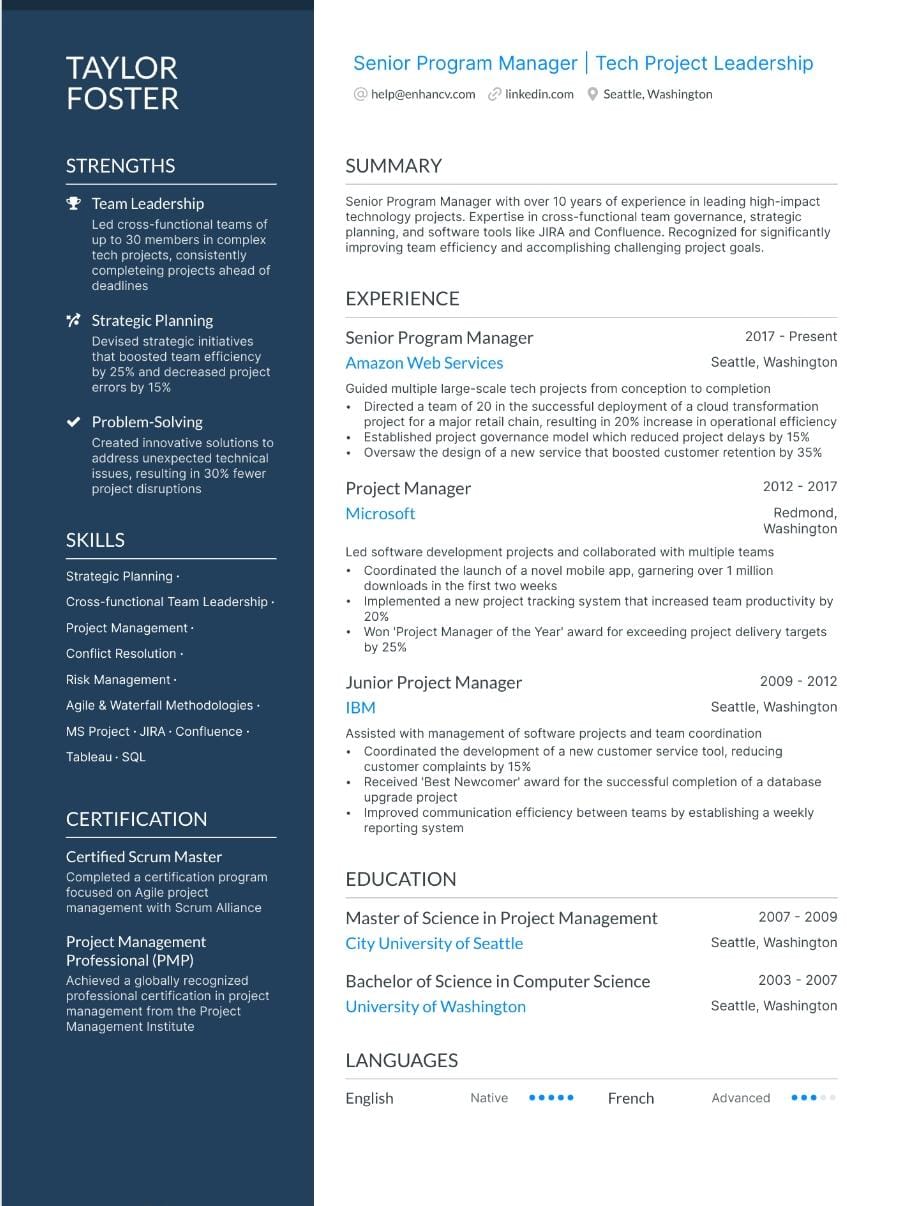 TAYLOR
FOSTER
STRENGTHS
Team Leadership
Led cross-functional teams of
up to 30 members in complex
tech projects, consistently
completeing projects ahead of
deadlines
Strategic Planning
Devised strategic initiatives
that boosted team efficiency
by 25% and decreased project
errors by 15%
Problem-Solving
Created innovative solutions to
address unexpected technical
issues, resulting in 30% fewer
project disruptions
SKILLS
Strategic Planning ·
Cross-functional Team Leadership ·
Project Management ·
Conflict Resolution ·
Risk Management ·
Agile & Waterfall Methodologies ·
MS Project · JIRA · Confluence ·
Tableau · SQL
CERTIFICATION
Certified Scrum Master
Completed a certification program
focused on Agile project
management with Scrum Alliance
Project Management
Professional (PMP)
Achieved a globally recognized
professional certification in project
management from the Project
Management Institute
Senior Program Manager | Tech Project Leadership
help@enhancv.com linkedin.com Seattle, Washington
SUMMARY
Senior Program Manager with over 10 years of experience in leading high-impact
technology projects. Expertise in cross-functional team governance, strategic
planning, and software tools like JIRA and Confluence. Recognized for significantly
improving team efficiency and accomplishing challenging project goals.
EXPERIENCE
Senior Program Manager 2017 - Present
Amazon Web Services Seattle, Washington
Guided multiple large-scale tech projects from conception to completion
• Directed a team of 20 in the successful deployment of a cloud transformation
project for a major retail chain, resulting in 20% increase in operational efficiency
• Established project governance model which reduced project delays by 15%
• Oversaw the design of a new service that boosted customer retention by 35%
Project Manager 2012 - 2017
Microsoft Redmond,
Washington
Led software development projects and collaborated with multiple teams
• Coordinated the launch of a novel mobile app, garnering over 1 million
downloads in the first two weeks
• Implemented a new project tracking system that increased team productivity by
20%
• Won 'Project Manager of the Year' award for exceeding project delivery targets
by 25%
Junior Project Manager 2009 - 2012
IBM Seattle, Washington
Assisted with management of software projects and team coordination
• Coordinated the development of a new customer service tool, reducing
customer complaints by 15%
• Received 'Best Newcomer' award for the successful completion of a database
upgrade project
• Improved communication efficiency between teams by establishing a weekly
reporting system
EDUCATION
Master of Science in Project Management 2007 - 2009
City University of Seattle Seattle, Washington
Bachelor of Science in Computer Science 2003 - 2007
University of Washington Seattle, Washington
LANGUAGES
English Native French Advanced